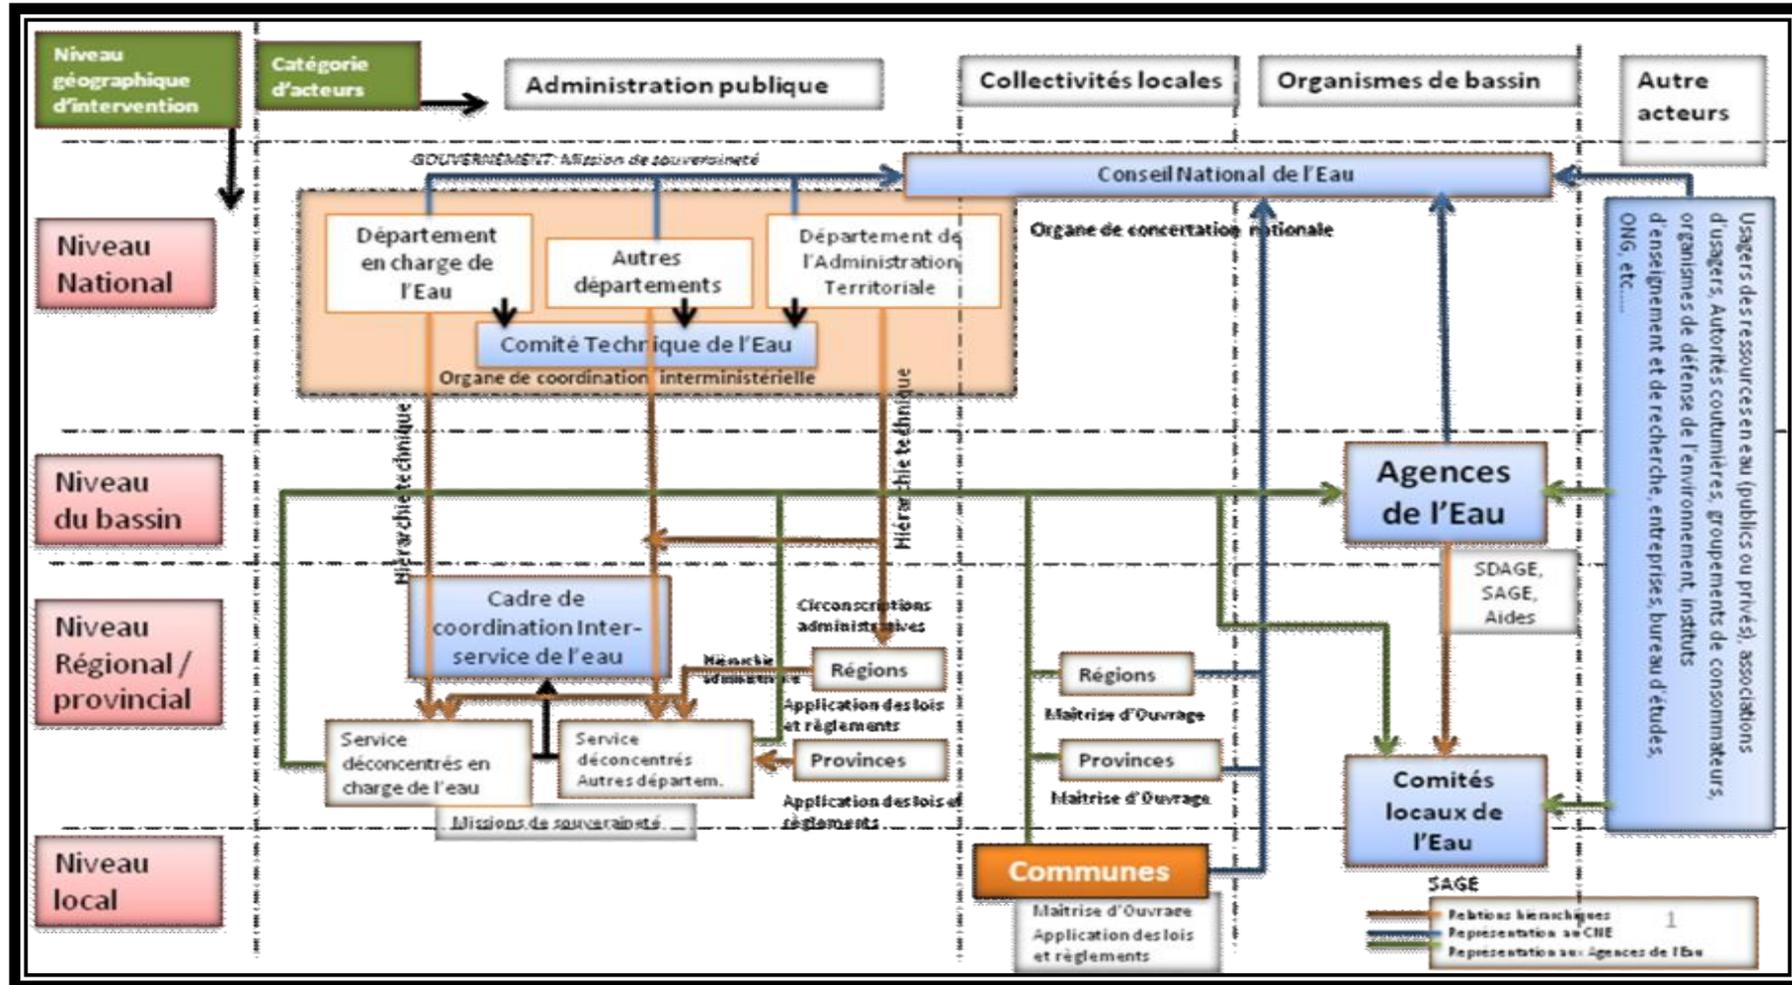 Niveau
géographique
d'intervention
Catégorie
d'acteurs
Administration publique
Collectivités locales
Organismes de bassin
Autre
acteurs
GOUVERNEMENT: Mission de souveraineté
Conseil National de l'Eau
Organe de concertation nationale
Niveau
National
Département
en charge de
l'Eau
Autres
départements
Département de
l'Administration
Territoriale
Comité Technique de l'Eau
Organe de coordination interministérielle
Usagers des ressources en eau (publics ou privés), associations
d'usagers, Autorités coutumières, groupements de consommateurs,
organismes de défense de l'environnement, instituts
d'enseignement et de recherche, entreprises, bureau d'études,
ONG, etc.....
Hiérarchie technique
Hiérarchie technique
Niveau
du bassin
Agences
de l'Eau
SDAGE,
SAGE,
Aides
Niveau
Régional /
provincial
Cadre de
coordination Inter-
service de l'eau
Circonscriptions
administratives
Hiérarchie
administrative
Régions
Application des lois
et règlements
Service
déconcentrés en
charge de l'eau
Service
déconcentrés
Autres départem.
Provinces
Application des lois et
règlements
Missions de souveraineté
Régions
Maîtrise d'Ouvrage
Provinces
Maîtrise d'Ouvrage
Comités
locaux de
l'Eau
SAGE
Niveau
local
Communes
Maîtrise d'Ouvrage
Application des lois
et règlements
Relations hiérarchiques
Représentation au CNE
Représentation aux Agences de l'Eau
1